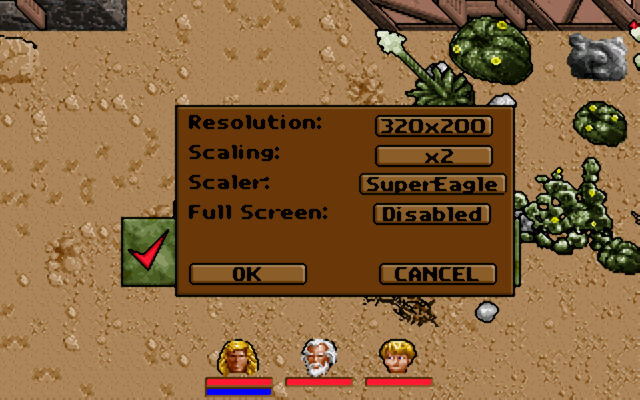 Resolution: 320x200
Scaling: x2
Scaler: SuperEagle
Full Screen: Disabled
OK CANCEL